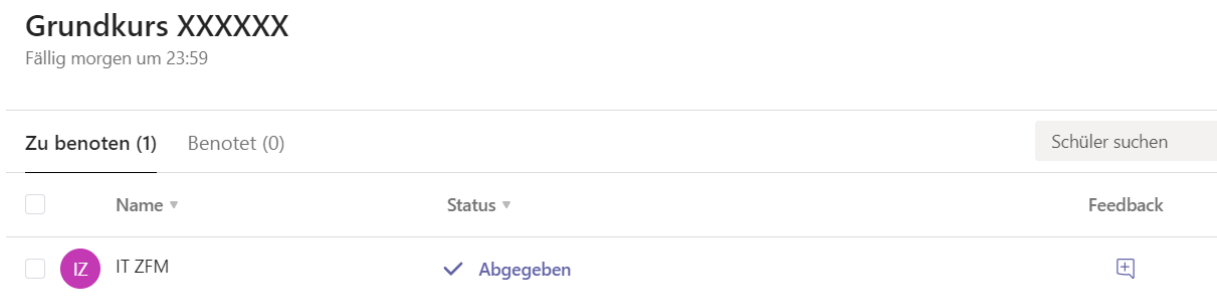 Grundkurs XXXXXX
Fällig morgen um 23:59
Zu benoten (1) Benotet (0) Schüler suchen
Name Status Feedback
IZ IT ZFM Abgegeben